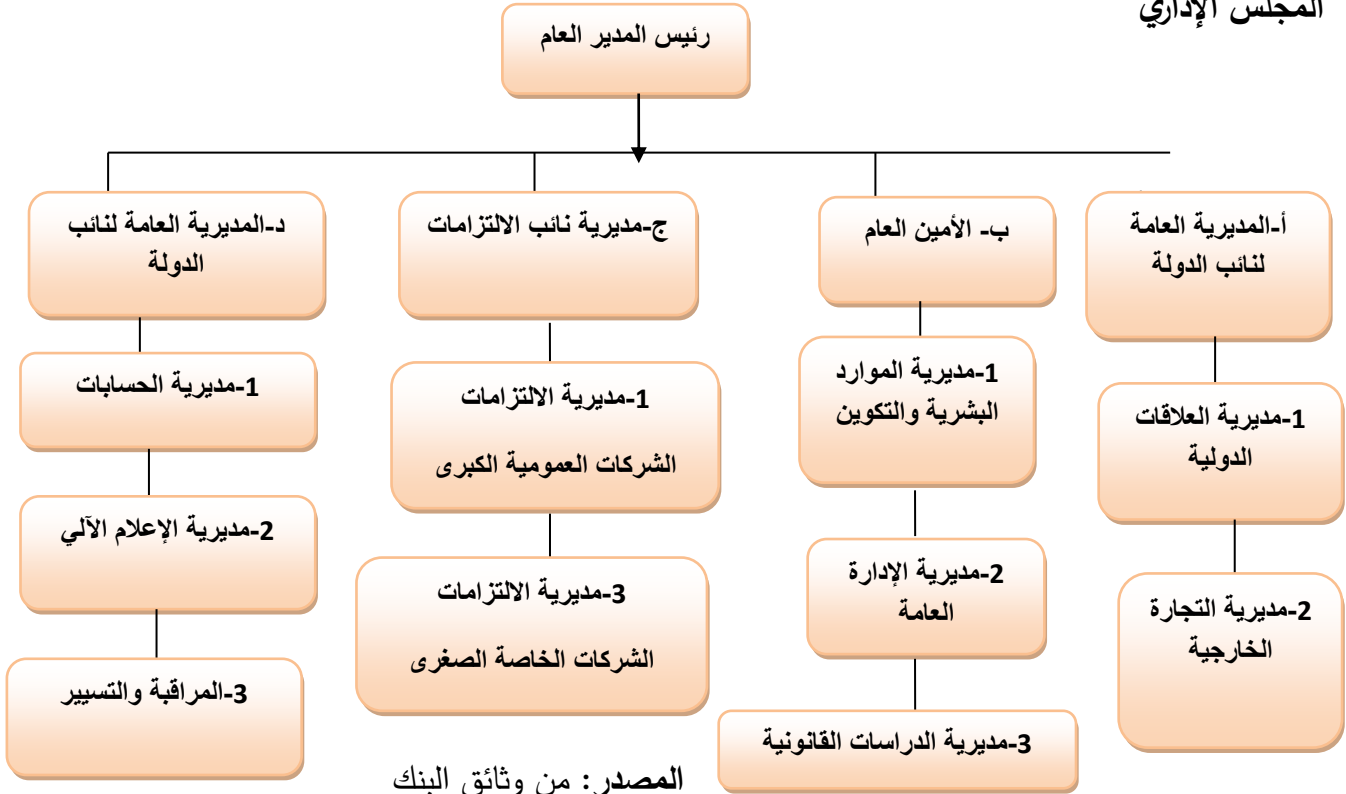 المجلس الإداري
رئيس المدير العام
أ-المديرية العامة
لنائب الدولة
ب- الأمين العام
ج-مديرية نائب الالتزامات
د-المديرية العامة لنائب
الدولة
1-مديرية العلاقات
الدولية
2-مديرية التجارة
الخارجية
1-مديرية الموارد
البشرية والتكوين
2-مديرية الإدارة
العامة
3-مديرية الدراسات القانونية
1-مديرية الالتزامات
الشركات العمومية الكبرى
3-مديرية الالتزامات
الشركات الخاصة الصغرى
1-مديرية الحسابات
2-مديرية الإعلام الآلي
3-المراقبة والتسيير
المصدر: من وثائق البنك